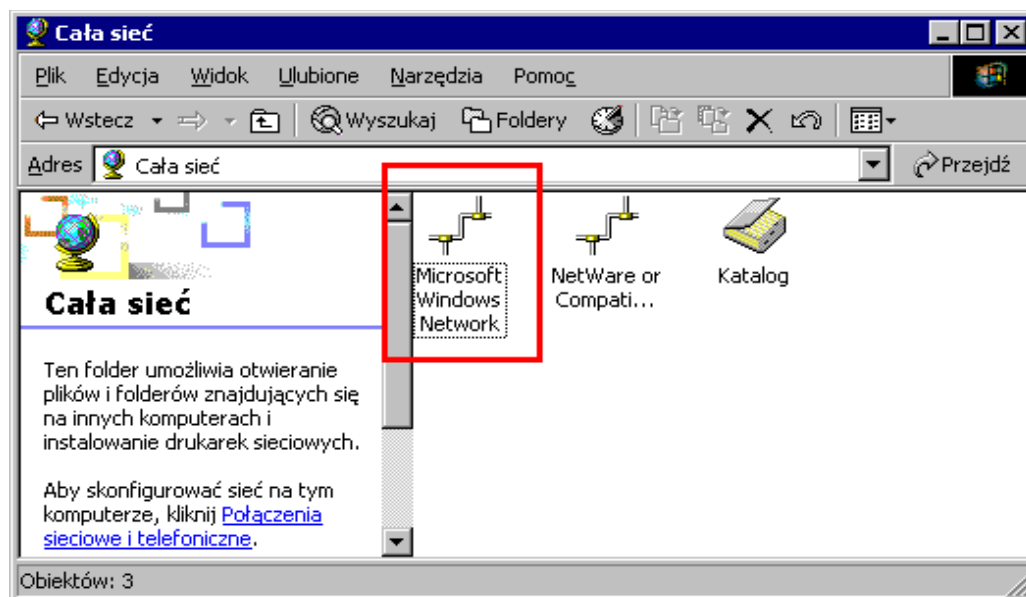 Cała sieć
Plik Edycja Widok Ulubione Narzędzia Pomoc
Wstecz Wyszukaj Foldery
Adres Cała sieć Przejdź
Cała sieć
Ten folder umożliwia otwieranie
plików i folderów znajdujących się
na innych komputerach i
instalowanie drukarek sieciowych.
Aby skonfigurować sieć na tym
komputerze, kliknij Połączenia
sieciowe i telefoniczne.
Microsoft
Windows
Network
NetWare or
Compati...
Katalog
Obiektów: 3